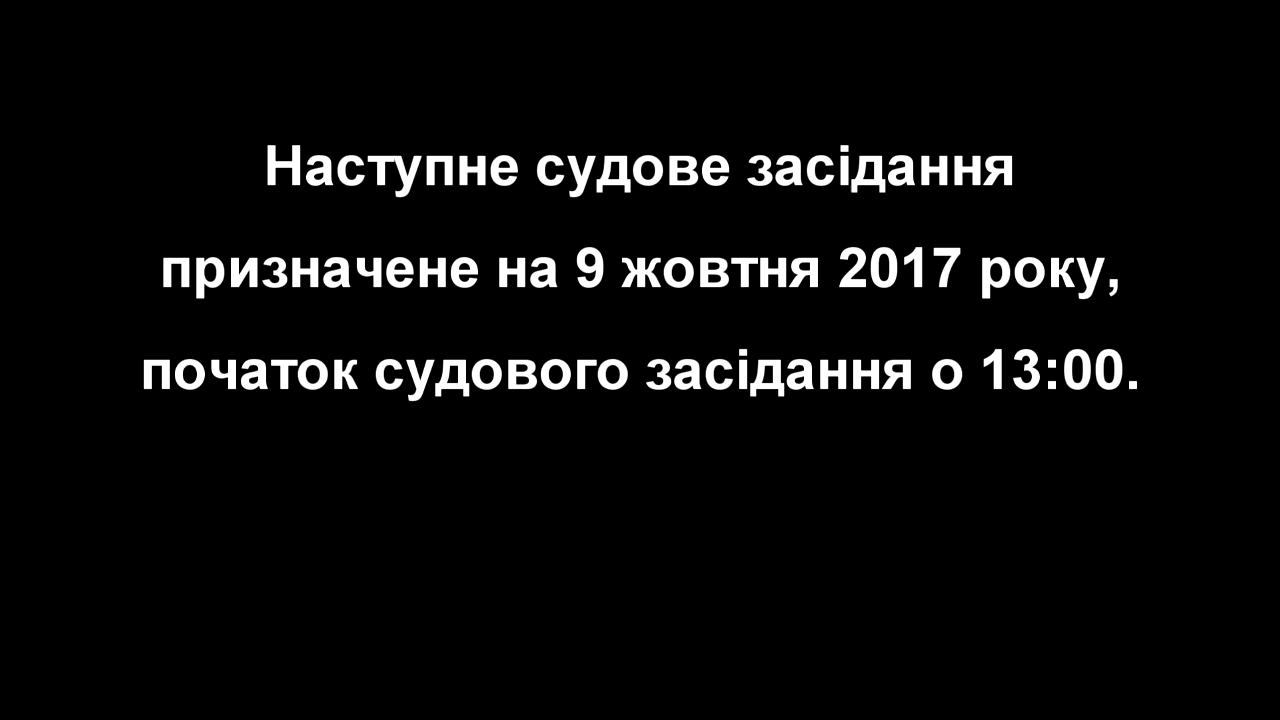 Наступне судове засідання
призначене на 9 жовтня 2017 року,
початок судового засідання о 13:00.